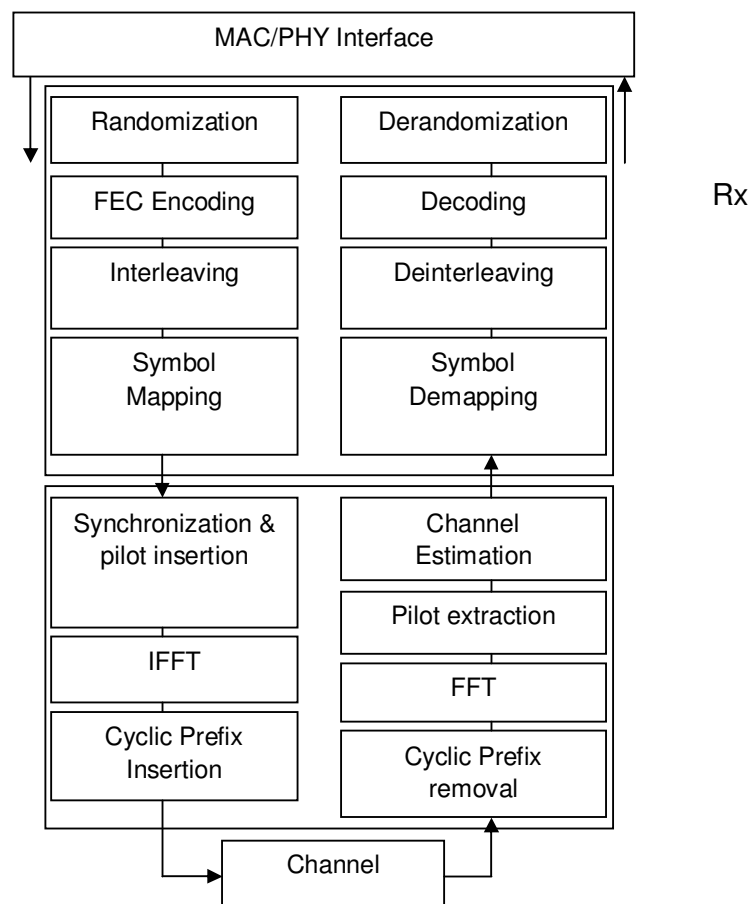 MAC/PHY Interface
Randomization
FEC Encoding
Interleaving
Symbol
Mapping
Synchronization &
pilot insertion
IFFT
Cyclic Prefix
Insertion
Derandomization
Decoding
Deinterleaving
Symbol
Demapping
Channel
Estimation
Pilot extraction
FFT
Cyclic Prefix
removal
Channel
Rx